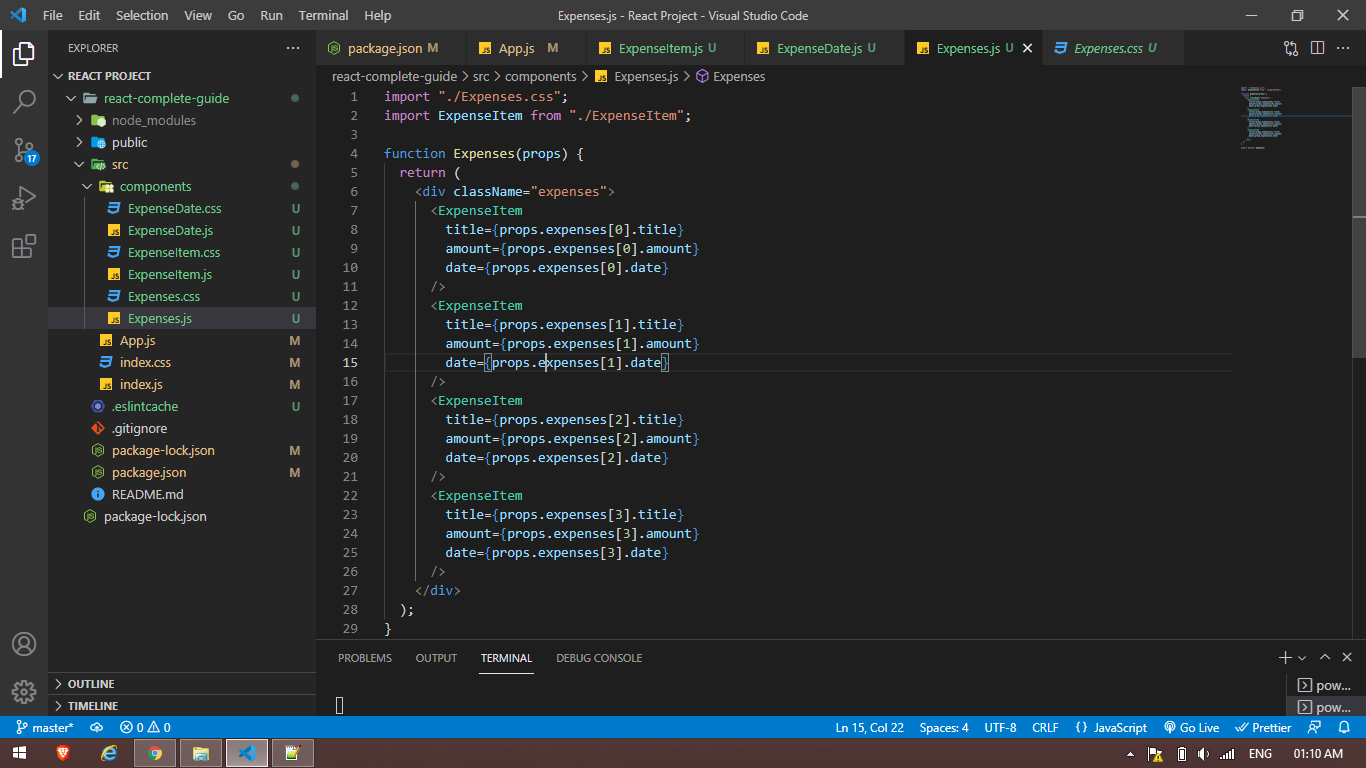 File Edit Selection View Go Run Terminal Help Expenses.js - React Project - Visual Studio Code
EXPLORER
REACT PROJECT
react-complete-guide
node_modules
public
src
components
ExpenseDate.css U
ExpenseDate.js U
ExpenseItem.css U
ExpenseItem.js U
Expenses.css U
Expenses.js U
App.js M
index.css M
index.js M
.eslintcache U
.gitignore
package-lock.json M
package.json M
README.md
package-lock.json
OUTLINE
TIMELINE
17
package.json M App.js M ExpenseItem.js U ExpenseDate.js U Expenses.js U Expenses.css U
react-complete-guide > src > components > JS Expenses.js > Expenses
1 import "./Expenses.css";
2 import ExpenseItem from "./ExpenseItem";
3
4 function Expenses(props) {
5 return (
6 <div className="expenses">
7 <ExpenseItem
8 title={props.expenses[0].title}
9 amount={props.expenses[0].amount}
10 date={props.expenses[0].date}
11 />
12 <ExpenseItem
13 title={props.expenses[1].title}
14 amount={props.expenses[1].amount}
15 date={props.expenses[1].date}
16 />
17 <ExpenseItem
18 title={props.expenses[2].title}
19 amount={props.expenses[2].amount}
20 date={props.expenses[2].date}
21 />
22 <ExpenseItem
23 title={props.expenses[3].title}
24 amount={props.expenses[3].amount}
25 date={props.expenses[3].date}
26 />
27 </div>
28 );
29 }
PROBLEMS OUTPUT TERMINAL DEBUG CONSOLE
pow...
pow...
master* 0 0 Ln 15, Col 22 Spaces: 4 UTF-8 CRLF {} JavaScript Go Live Prettier
ENG 01:10 AM